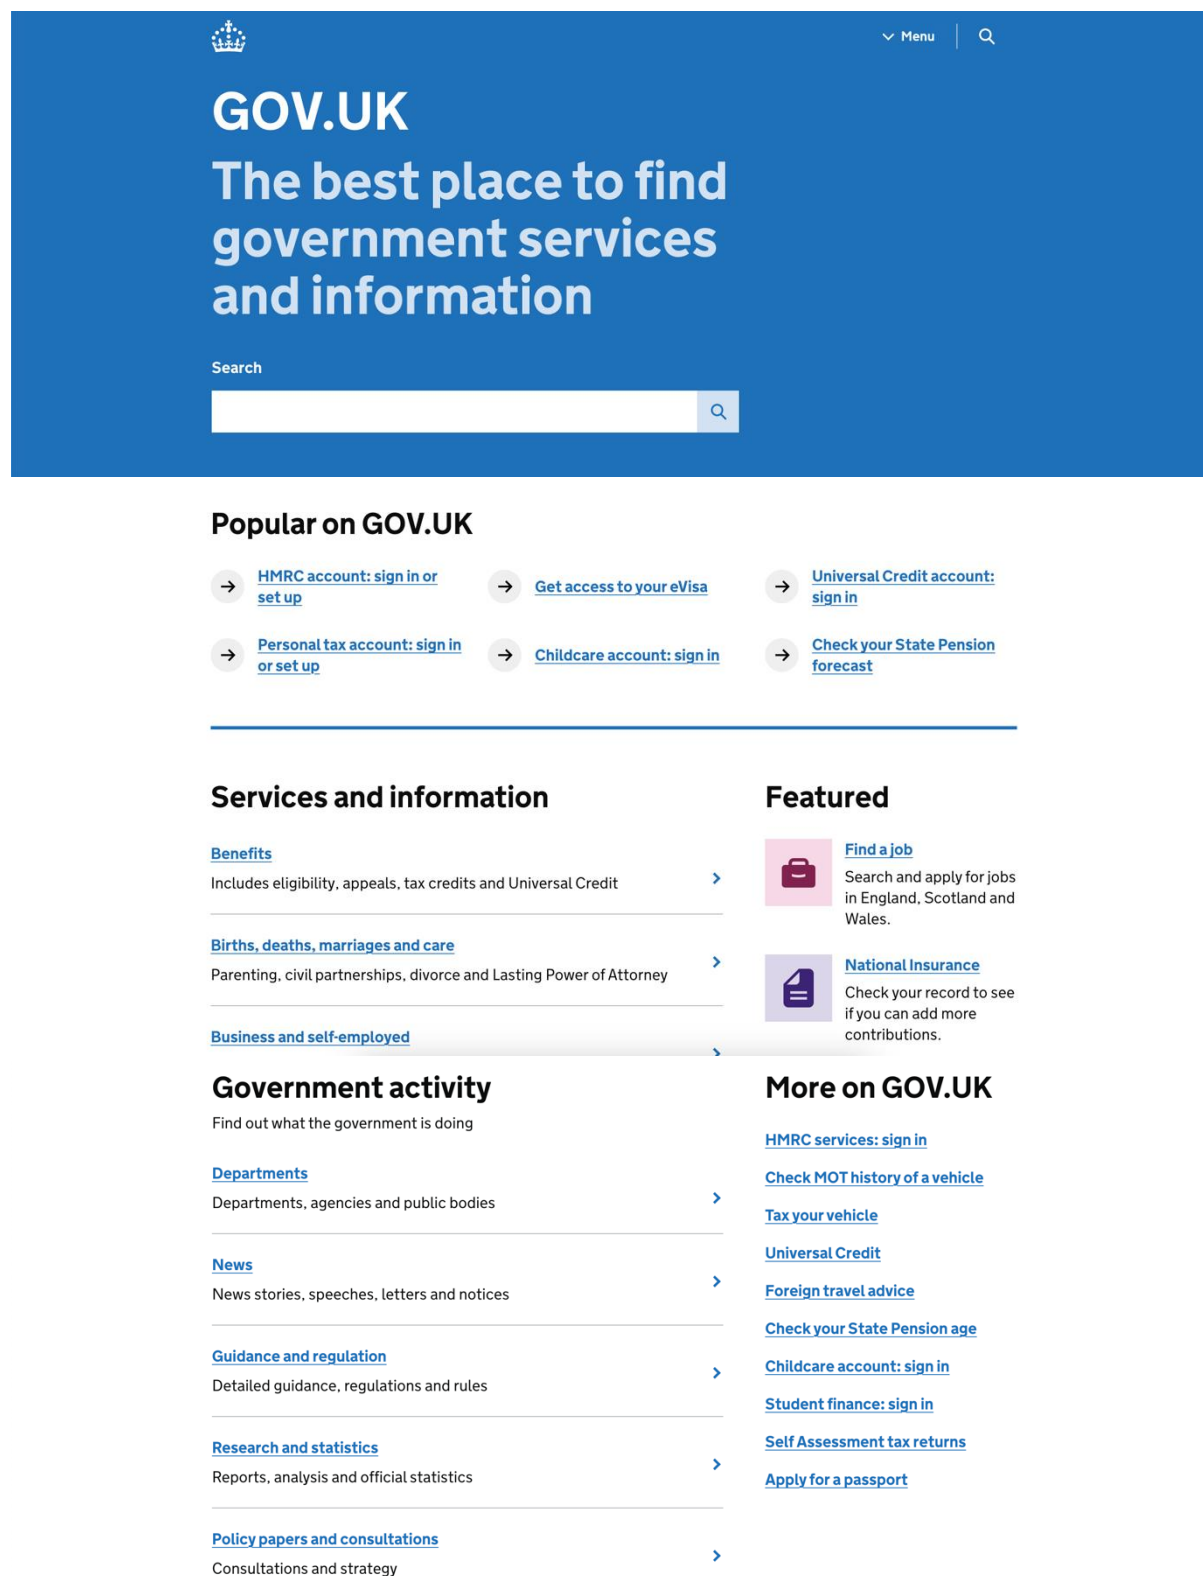 Menu
GOV.UK
The best place to find
government services
and information
Search
Popular on GOV.UK
HMRC account: sign in or
set up
Get access to your eVisa
Universal Credit account:
sign in
Personal tax account: sign in
or set up
Childcare account: sign in
Check your State Pension
forecast
Services and information
Benefits
Includes eligibility, appeals, tax credits and Universal Credit
Births, deaths, marriages and care
Parenting, civil partnerships, divorce and Lasting Power of Attorney
Business and self-employed
Featured
Find a job
Search and apply for jobs
in England, Scotland and
Wales.
National Insurance
Check your record to see
if you can add more
contributions.
Government activity
Find out what the government is doing
Departments
Departments, agencies and public bodies
News
News stories, speeches, letters and notices
Guidance and regulation
Detailed guidance, regulations and rules
Research and statistics
Reports, analysis and official statistics
Policy papers and consultations
Consultations and strategy
More on GOV.UK
HMRC services: sign in
Check MOT history of a vehicle
Tax your vehicle
Universal Credit
Foreign travel advice
Check your State Pension age
Childcare account: sign in
Student finance: sign in
Self Assessment tax returns
Apply for a passport